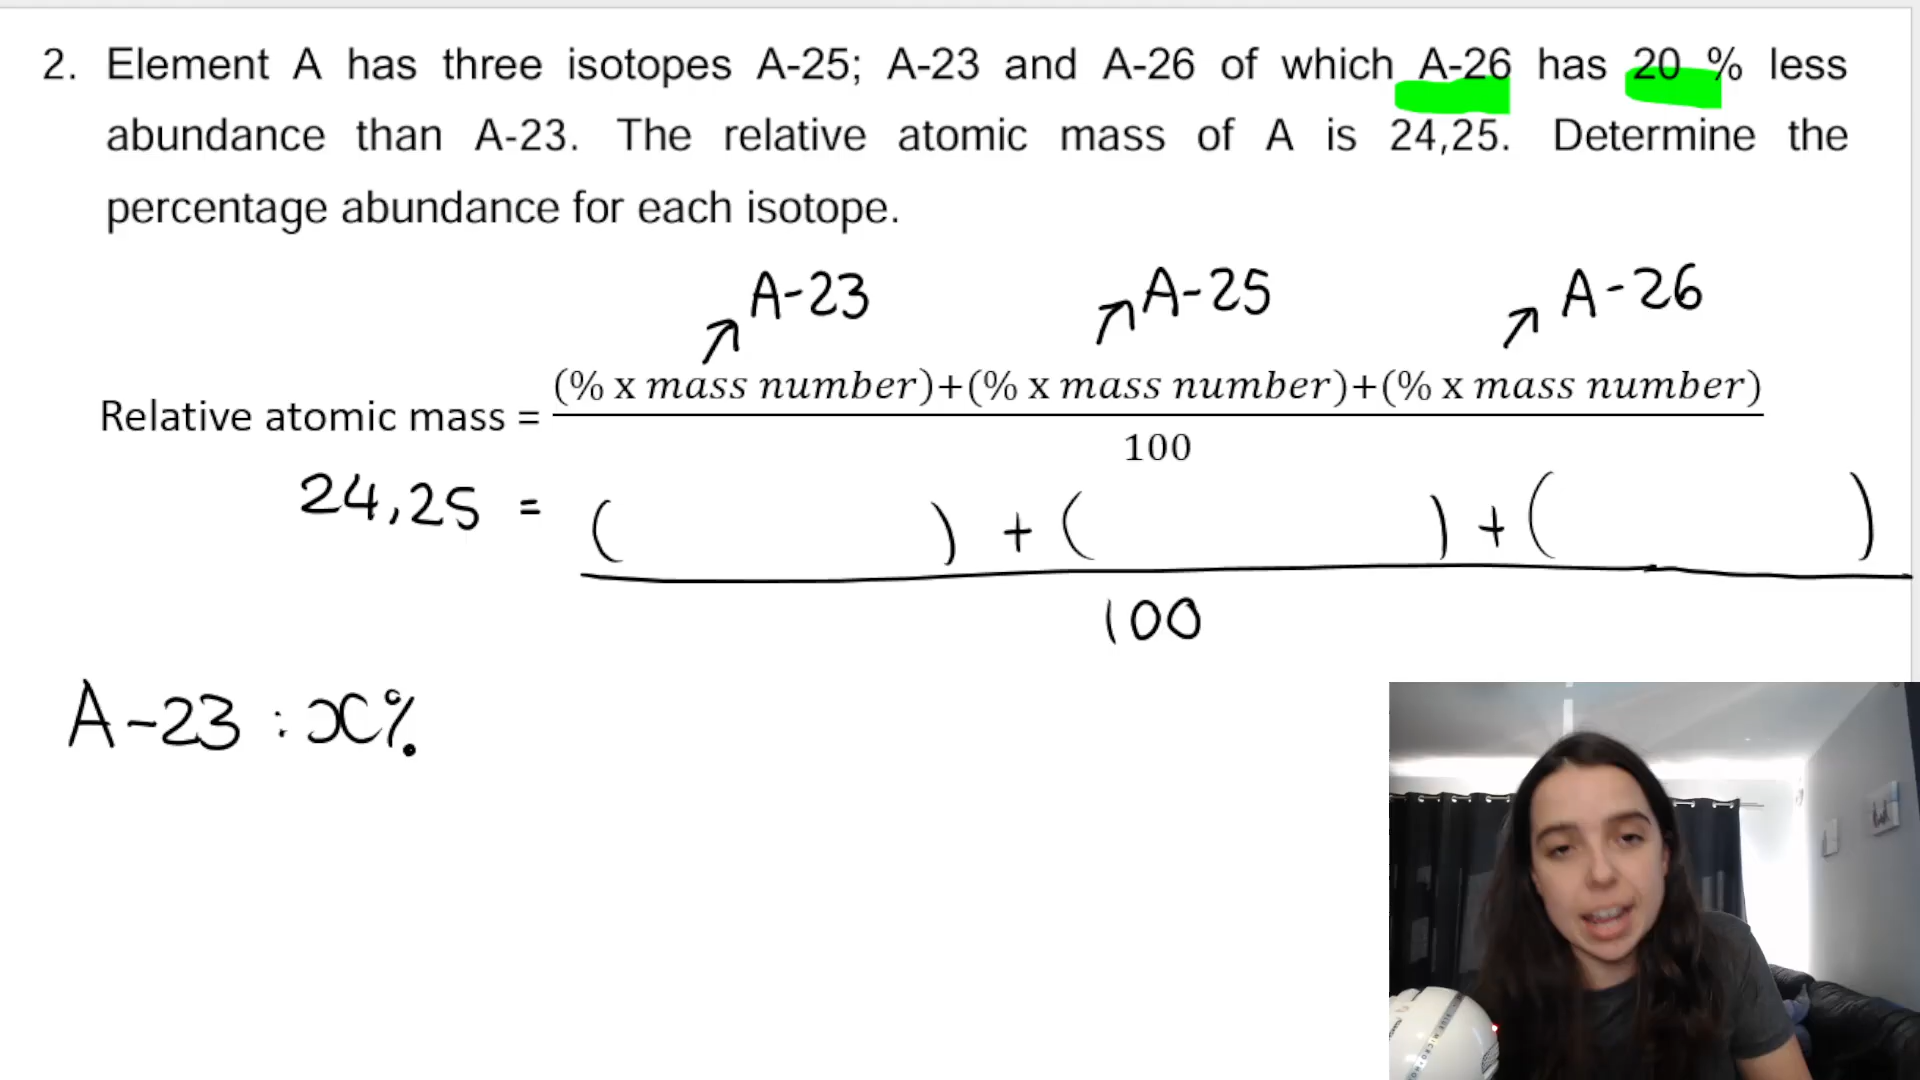 2. Element A has three isotopes A-25; A-23 and A-26 of which A-26 has 20 % less
abundance than A-23. The relative atomic mass of A is 24,25. Determine the
percentage abundance for each isotope.
A-23 A-25 A-26
Relative atomic mass = (% x mass number)+(% x mass number)+(% x mass number)
100
24,25 = ( ) + ( ) + ( )
100
A-23 : x%